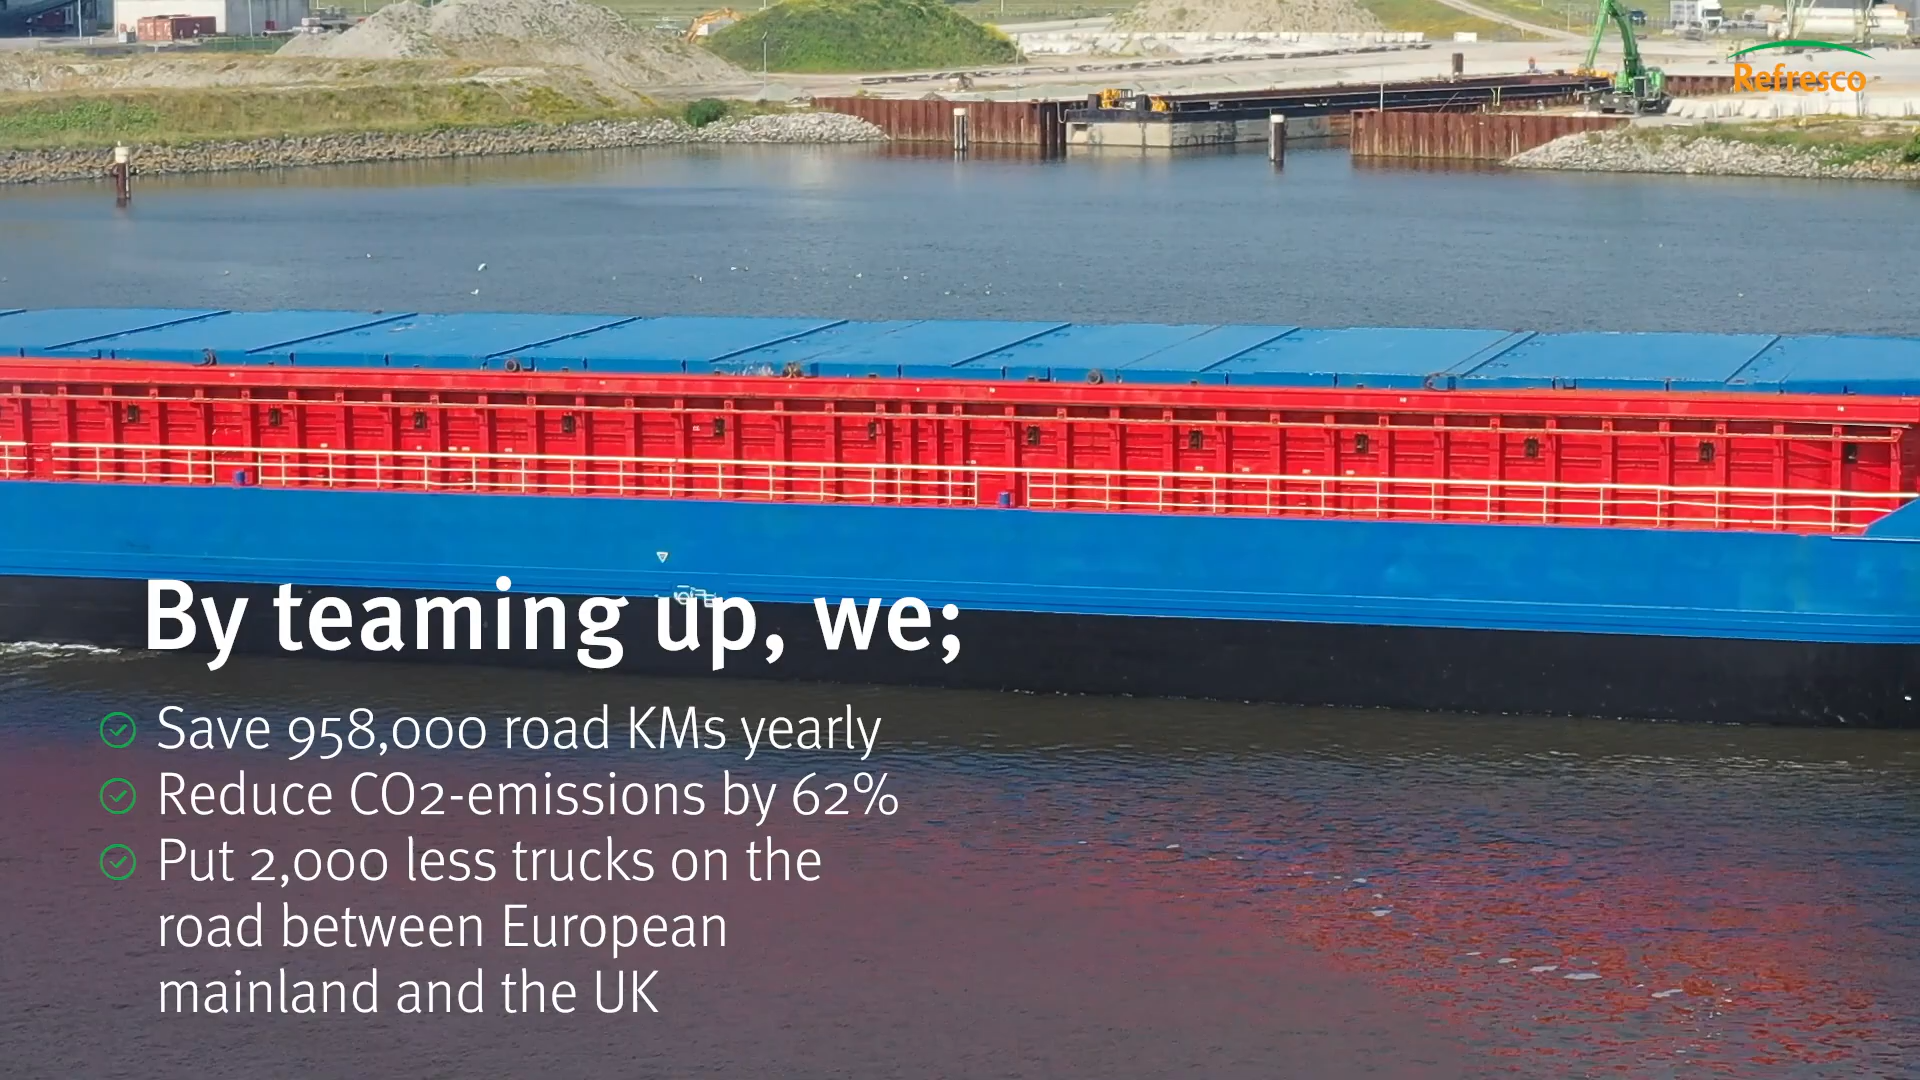 Refresco
By teaming up, we;
Save 958,000 road KMs yearly
Reduce CO2-emissions by 62%
Put 2,000 less trucks on the
road between European
mainland and the UK